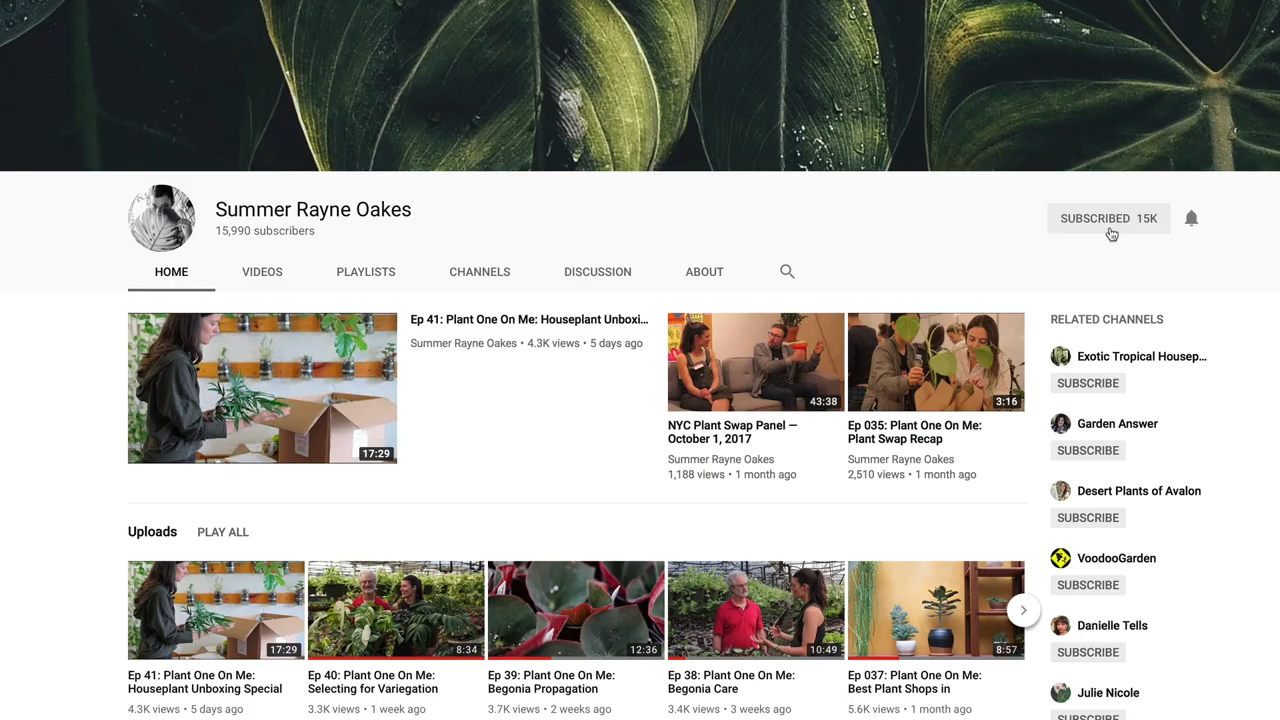 Summer Rayne Oakes
15,990 subscribers
SUBSCRIBED 15K
HOME VIDEOS PLAYLISTS CHANNELS DISCUSSION ABOUT
17:29
Ep 41: Plant One On Me: Houseplant Unboxi...
Summer Rayne Oakes • 4.3K views • 5 days ago
43:38
NYC Plant Swap Panel —
October 1, 2017
Summer Rayne Oakes
1,188 views • 1 month ago
3:16
Ep 035: Plant One On Me:
Plant Swap Recap
Summer Rayne Oakes
2,510 views • 1 month ago
Uploads PLAY ALL
17:29
Ep 41: Plant One On Me:
Houseplant Unboxing Special
4.3K views • 5 days ago
8:34
Ep 40: Plant One On Me:
Selecting for Variegation
3.3K views • 1 week ago
12:36
Ep 39: Plant One On Me:
Begonia Propagation
3.7K views • 2 weeks ago
10:49
Ep 38: Plant One On Me:
Begonia Care
3.4K views • 3 weeks ago
8:57
Ep 037: Plant One On Me:
Best Plant Shops in
5.6K views • 1 month ago
RELATED CHANNELS
Exotic Tropical Housep...
SUBSCRIBE
Garden Answer
SUBSCRIBE
Desert Plants of Avalon
SUBSCRIBE
VoodooGarden
SUBSCRIBE
Danielle Tells
SUBSCRIBE
Julie Nicole
SUBSCRIBE